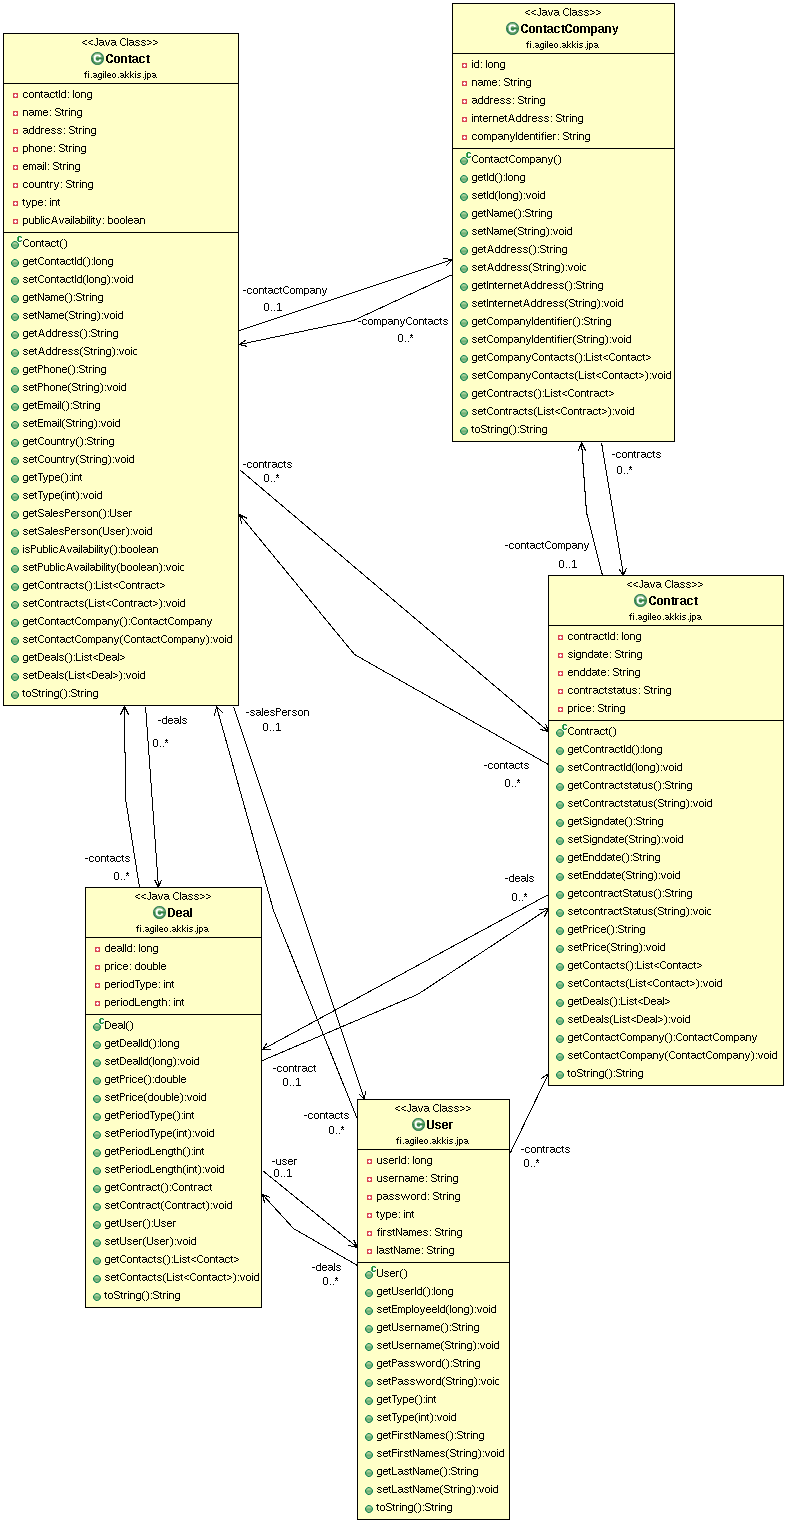 <<Java Class>>
Contact
fi.agileo.akkis.jpa
contactId: long
name: String
address: String
phone: String
email: String
country: String
type: int
publicAvailability: boolean
Contact()
getContactId():long
setContactId(long):void
getName():String
setName(String):void
getAddress():String
setAddress(String):voic
getPhone():String
setPhone(String):void
getEmail():String
setEmail(String):void
getCountry():String
setCountry(String):void
getType():int
setType(int):void
getSalesPerson():User
setSalesPerson(User):void
isPublicAvailability():boolean
setPublicAvailability(boolean):voic
getContracts():List<Contract>
setContracts(List<Contract>):void
getContactCompany():ContactCompany
setContactCompany(ContactCompany):void
getDeals():List<Deal>
setDeals(List<Deal>):void
toString():String
<<Java Class>>
ContactCompany
fi.agileo.akkis.jpa
id: long
name: String
address: String
internetAddress: String
companyIdentifier: String
ContactCompany()
getId():long
setId(long):void
getName():String
setName(String):void
getAddress():String
setAddress(String):voic
getInternetAddress():String
setInternetAddress(String):void
getCompanyIdentifier():String
setCompanyIdentifier(String):void
getCompanyContacts():List<Contact>
setCompanyContacts(List<Contact>):void
getContracts():List<Contract>
setContracts(List<Contract>):void
toString():String
-contactCompany
0..1
-companyContacts
0..*
-contracts
0..*
-contracts
0..*
-contactCompany
0..1
<<Java Class>>
Contract
fi.agileo.akkis.jpa
contractId: long
signdate: String
enddate: String
contractstatus: String
price: String
Contract()
getContractId():long
setContractId(long):void
getContractstatus():String
setContractstatus(String):void
getSigndate():String
setSigndate(String):void
getEnddate():String
setEnddate(String):void
getcontractStatus():String
setcontractStatus(String):voic
getPrice():String
setPrice(String):void
getContacts():List<Contact>
setContacts(List<Contact>):void
getDeals():List<Deal>
setDeals(List<Deal>):void
getContactCompany():ContactCompany
setContactCompany(ContactCompany):void
toString():String
-deals
0..*
-salesPerson
0..1
-contacts
0..*
-contacts
0..*
-deals
0..*
<<Java Class>>
Deal
fi.agileo.akkis.jpa
dealId: long
price: double
periodType: int
periodLength: int
Deal()
getDealId():long
setDealId(long):void
getPrice():double
setPrice(double):void
getPeriodType():int
setPeriodType(int):void
getPeriodLength():int
setPeriodLength(int):void
getContract():Contract
setContract(Contract):void
getUser():User
setUser(User):void
getContacts():List<Contact>
setContacts(List<Contact>):void
toString():String
-contract
0..1
-contacts
0..*
-user
0..1
-deals
0..*
-contracts
0..*
<<Java Class>>
User
fi.agileo.akkis.jpa
userId: long
username: String
password: String
type: int
firstNames: String
lastName: String
User()
getUserId():long
setEmployeeId(long):void
getUsername():String
setUsername(String):void
getPassword():String
setPassword(String):voic
getType():int
setType(int):void
getFirstNames():String
setFirstNames(String):void
getLastName():String
setLastName(String):void
toString():String